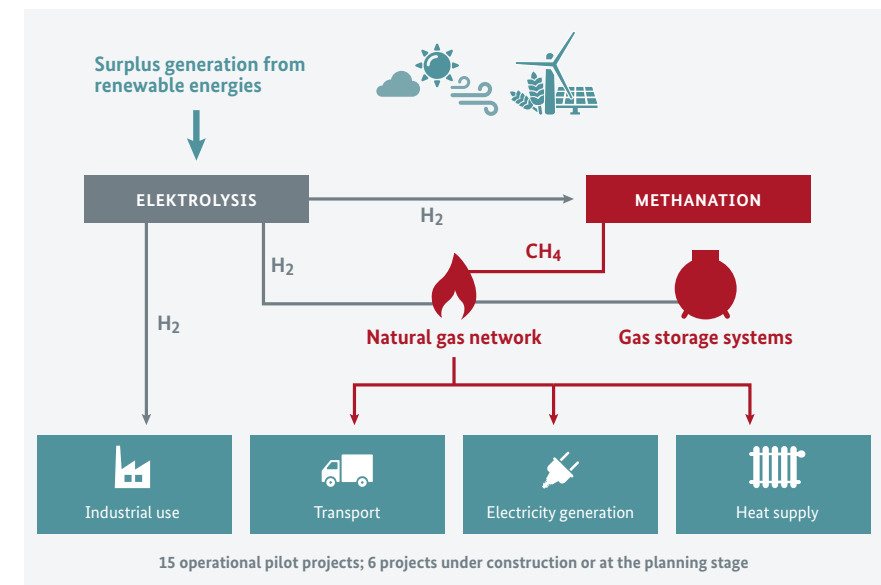 Surplus generation from
renewable energies
ELEKTROLYSIS
METHANATION
H2
CH4
H2
H2
Natural gas network
Gas storage systems
Industrial use
Transport
Electricity generation
Heat supply
15 operational pilot projects; 6 projects under construction or at the planning stage